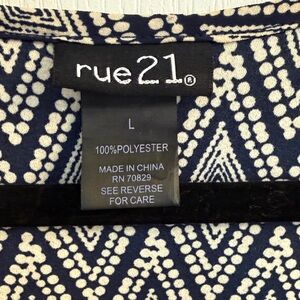 rue21®
L
100%POLYESTER
MADE IN CHINA
RN 70829
SEE REVERSE
FOR CARE